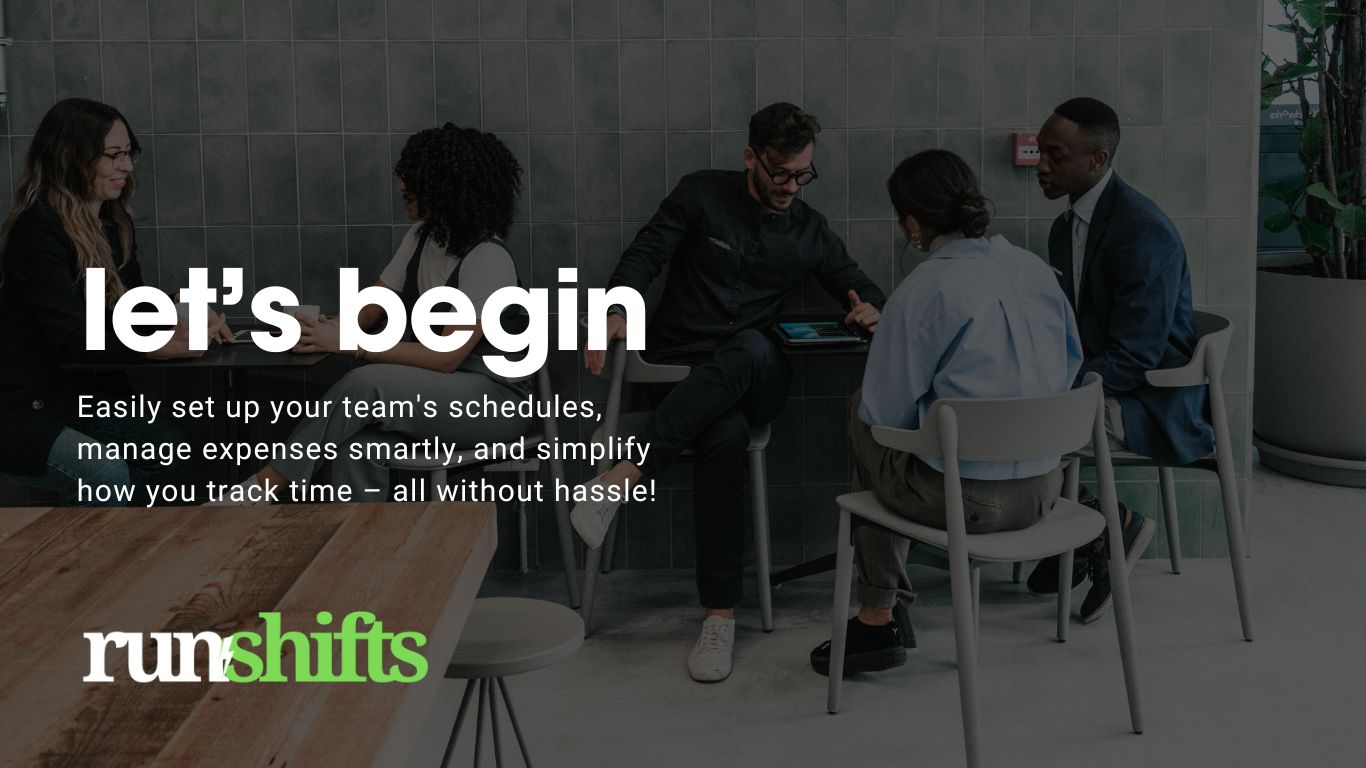 let’s begin
Easily set up your team's schedules,
manage expenses smartly, and simplify
how you track time – all without hassle!
runshifts